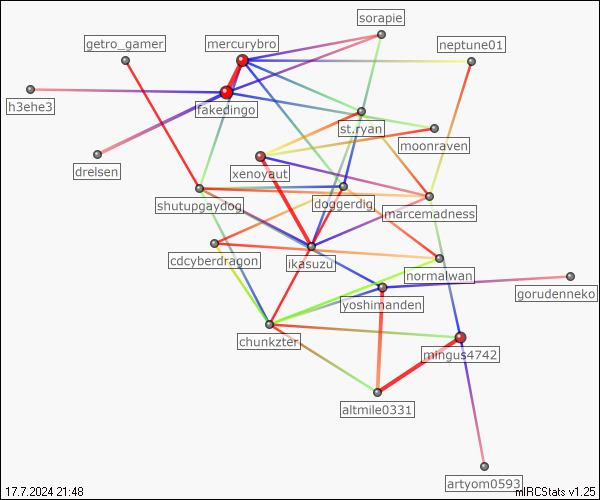 sorapie
getro_gamer
mercurybro
neptune01
h3ehe3
fakedingo
st.ryan
moonraven
drelsen
xenoyaut
shutupgaydog
doggerdig
marcemadness
cdcyberdragon
ikasuzu
normalwan
gorudenneko
yoshimanden
chunkzter
mingus4742
altmile0331
artyom0593
17.7.2024 21:48
mIRCStats v1.25